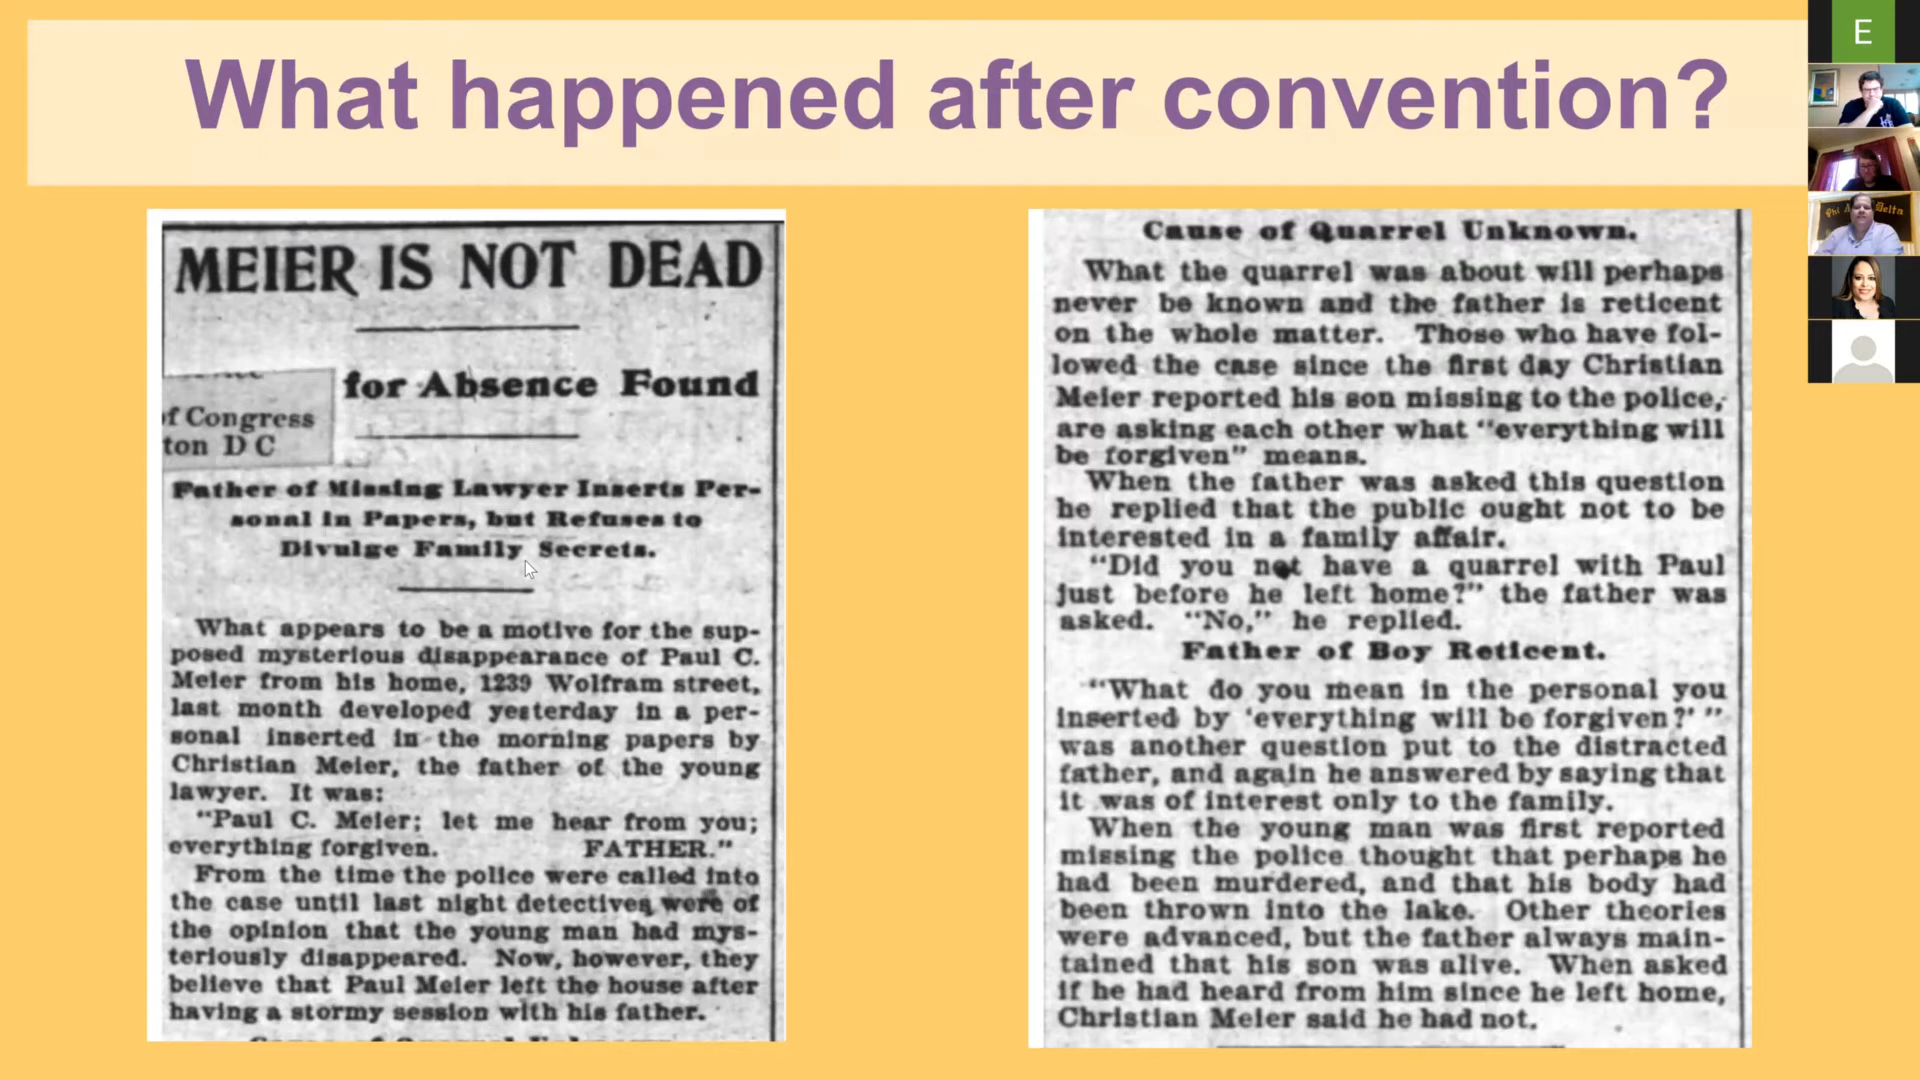 What happened after convention?
E
Phi A Delta
MEIER IS NOT DEAD
for Absence Found
of Congress
ton D C
Father of Missing Lawyer Inserts Per-
sonal in Papers, but Refuses to
Divulge Family Secrets.
What appears to be a motive for the sup-
posed mysterious disappearance of Paul C.
Meier from his home, 1239 Wolfram street,
last month developed yesterday in a per-
sonal inserted in the morning papers by
Christian Meier, the father of the young
lawyer. It was:
"Paul C. Meier; let me hear from you;
everything forgiven. FATHER."
From the time the police were called into
the case until last night detectives were of
the opinion that the young man had mys-
teriously disappeared. Now, however, they
believe that Paul Meier left the house after
having a stormy session with his father.
Cause of Quarrel Unknown.
What the quarrel was about will perhaps
never be known and the father is reticent
on the whole matter. Those who have fol-
lowed the case since the first day Christian
Meier reported his son missing to the police,
are asking each other what "everything will
be forgiven" means.
When the father was asked this question
he replied that the public ought not to be
interested in a family affair.
"Did you not have a quarrel with Paul
just before he left home?" the father was
asked. "No," he replied.
Father of Boy Reticent.
"What do you mean in the personal you
inserted by 'everything will be forgiven?' "
was another question put to the distracted
father, and again he answered by saying that
it was of interest only to the family.
When the young man was first reported
missing the police thought that perhaps he
had been murdered, and that his body had
been thrown into the lake. Other theories
were advanced, but the father always main-
tained that his son was alive. When asked
if he had heard from him since he left home,
Christian Meier said he had not.